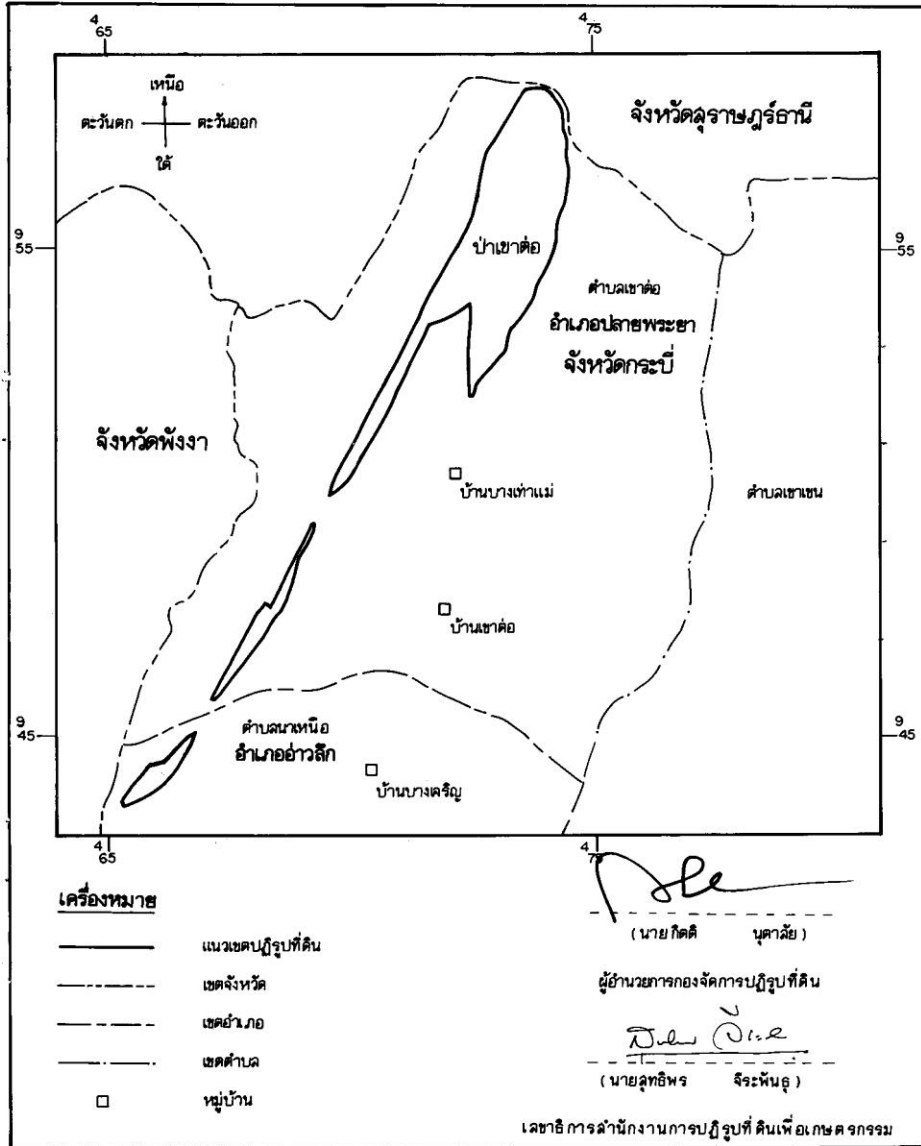 4
65
4
75
เหนือ
ตะวันตก
ตะวันออก
ใต้
จังหวัดสุราษฎร์ธานี
9
55
9
55
ป่าเขาต่อ
ตำบลเขาต่อ
อำเภอปลายพระยา
จังหวัดกระบี่
จังหวัดพังงา
บ้านบางเท่าแม่
ตำบลเขาเขน
บ้านเขาต่อ
9
45
9
45
ตำบลนาเหนือ
อำเภออ่าวลึก
บ้านบางเจริญ
4
65
4
75
เครื่องหมาย
แนวเขตปฏิรูปที่ดิน
เขตจังหวัด
เขตอำเภอ
เขตตำบล
หมู่บ้าน
(นายกิตติ นุตาลัย)
ผู้อำนวยการกองจัดการปฏิรูปที่ดิน
(นายสุทธิพร จีระพันธุ)
เลขาธิการสำนักงานการปฏิรูปที่ดินเพื่อเกษตรกรรม